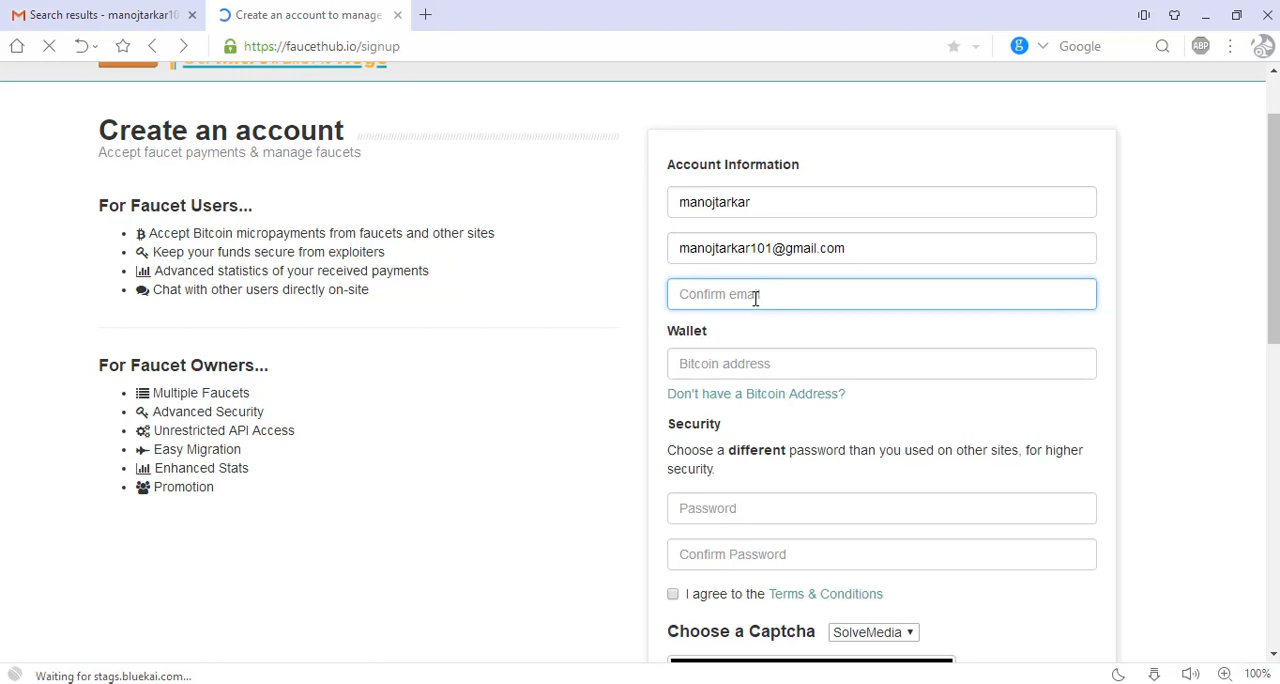 Search results - manojtarkar10
Create an account to manage
https://faucethub.io/signup
Google
ABP
Create an account
Accept faucet payments & manage faucets
For Faucet Users...
Accept Bitcoin micropayments from faucets and other sites
Keep your funds secure from exploiters
Advanced statistics of your received payments
Chat with other users directly on-site
For Faucet Owners...
Multiple Faucets
Advanced Security
Unrestricted API Access
Easy Migration
Enhanced Stats
Promotion
Account Information
manojtarkar
manojtarkar101@gmail.com
Confirm email
Wallet
Bitcoin address
Don't have a Bitcoin Address?
Security
Choose a different password than you used on other sites, for higher
security.
Password
Confirm Password
I agree to the Terms & Conditions
Choose a Captcha SolveMedia
Waiting for stags.bluekai.com...
100%